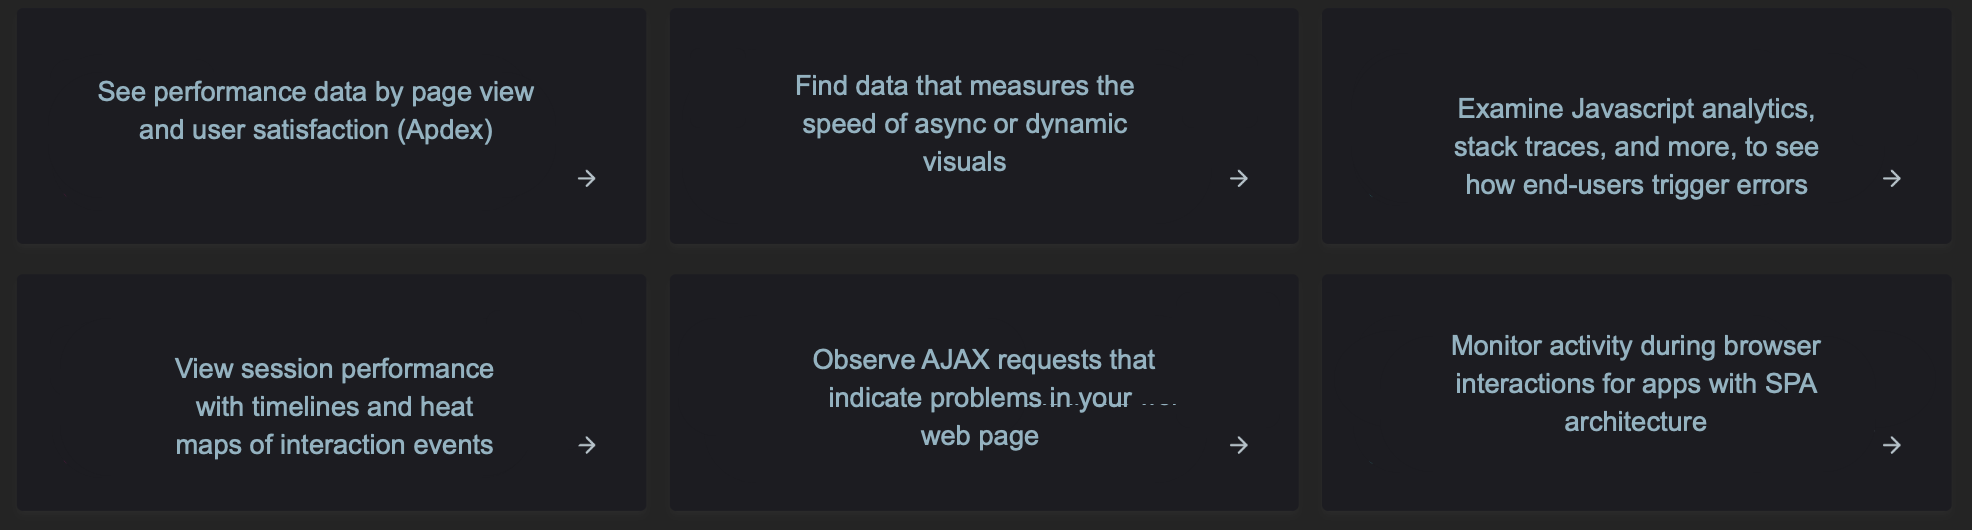 See performance data by page view
and user satisfaction (Apdex)
Find data that measures the
speed of async or dynamic
visuals
Examine Javascript analytics,
stack traces, and more, to see
how end-users trigger errors
View session performance
with timelines and heat
maps of interaction events
Observe AJAX requests that
indicate problems in your
web page
Monitor activity during browser
interactions for apps with SPA
architecture